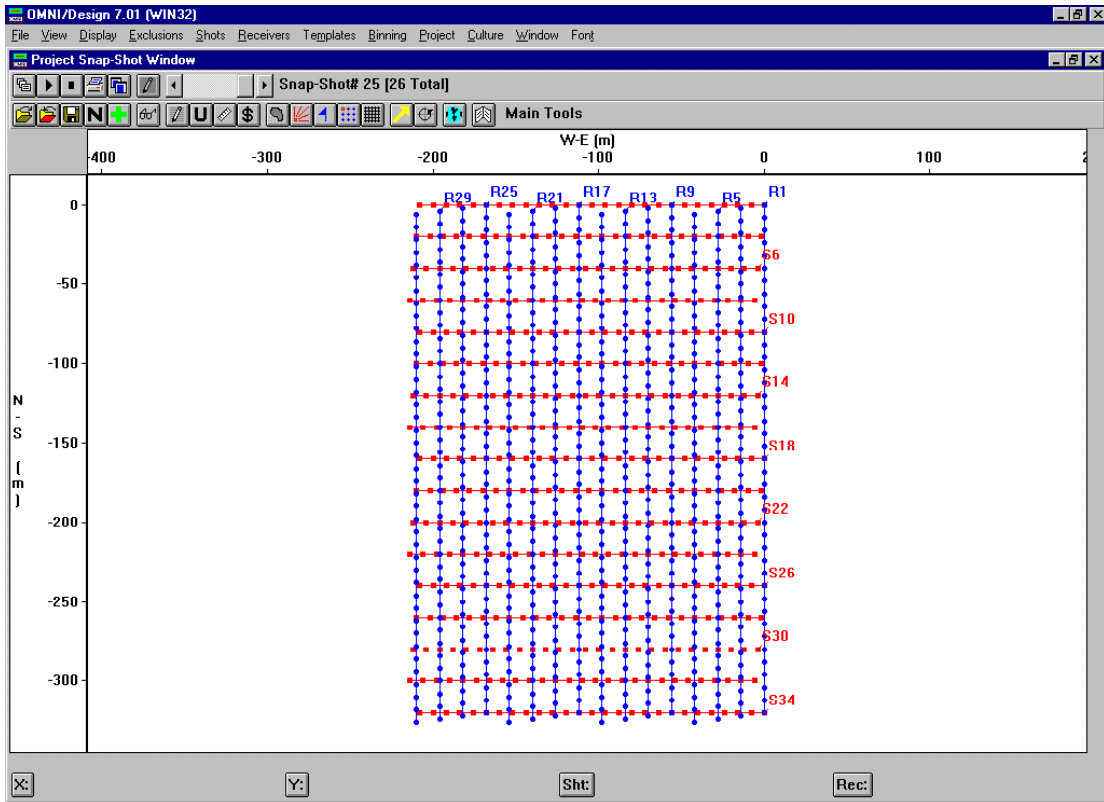 OMNI/Design 7.01 (WIN32)
File View Display Exclusions Shots Receivers Templates Binning Project Culture Window Font
Project Snap-Shot Window
Snap-Shot# 25 [26 Total]
N U $ Main Tools
W-E (m)
-400 -300 -200 -100 0 100 2
R29 R25 R21 R17 R13 R9 R5 R1
0
S6
-50
S10
-100
S14
N-S (m)
-150
S18
-200
S22
S26
-250
S30
-300
S34
X: Y: Sht: Rec: